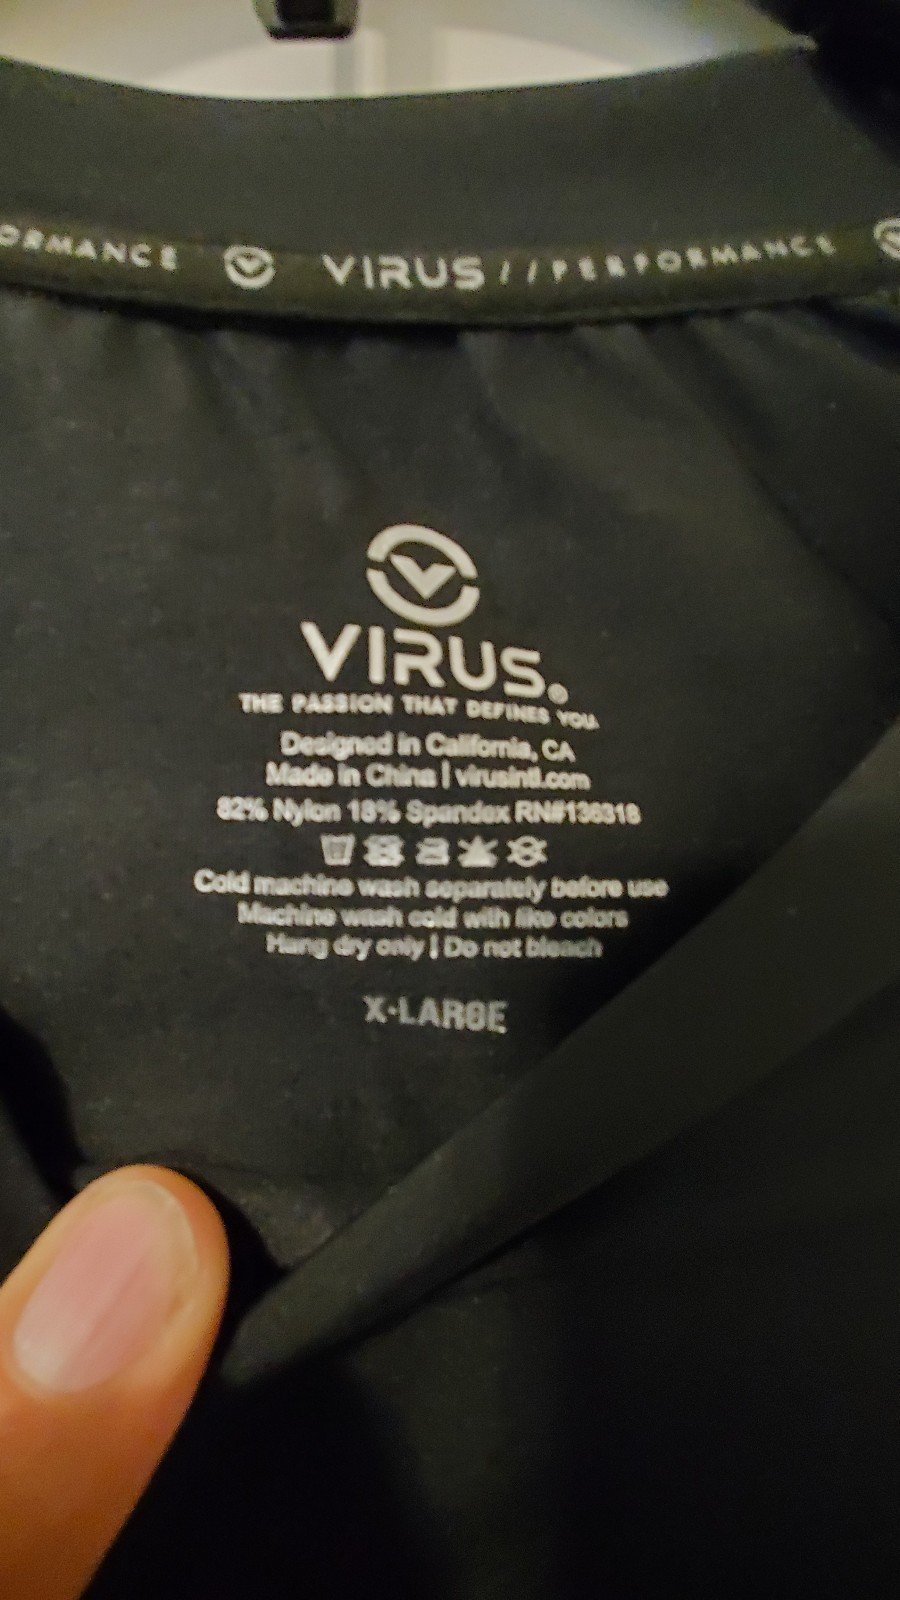 ORMANCE VIRUS//PERFORMANCE
VIRUS®
THE PASSION THAT DEFINES YOU.
Designed in California, CA
Made in China | virusintl.com
82% Nylon 18% Spandex RN#136318
Cold machine wash separately before use
Machine wash cold with like colors
Hang dry only | Do not bleach
X-LARGE